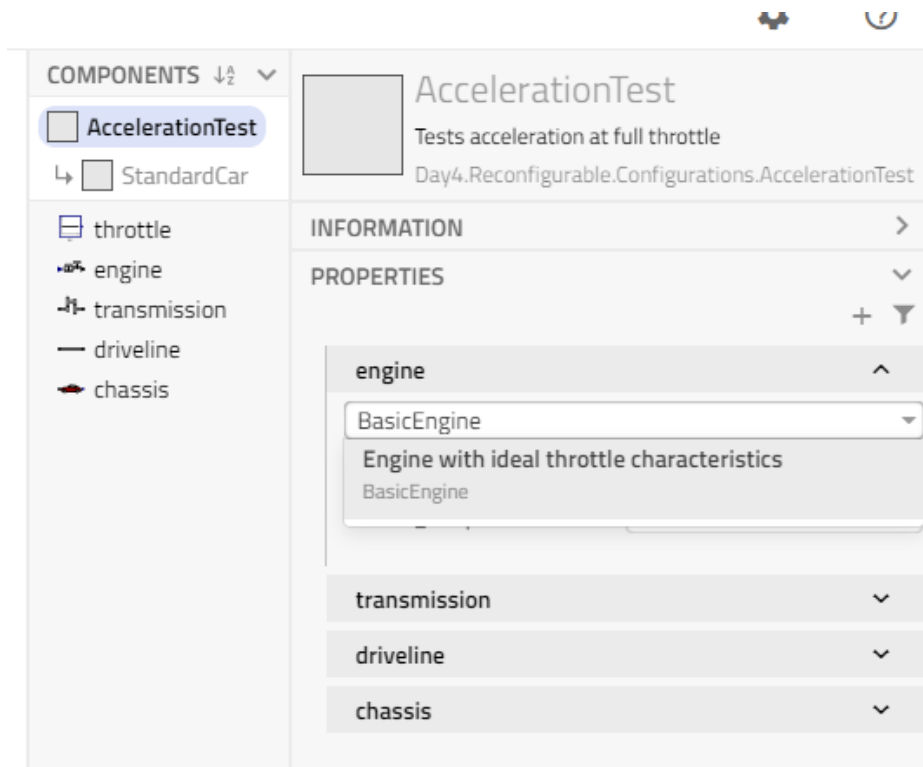 COMPONENTS
AccelerationTest
StandardCar
throttle
engine
transmission
driveline
chassis
AccelerationTest
Tests acceleration at full throttle
Day4.Reconfigurable.Configurations.AccelerationTest
INFORMATION
PROPERTIES
engine
BasicEngine
Engine with ideal throttle characteristics
BasicEngine
transmission
driveline
chassis